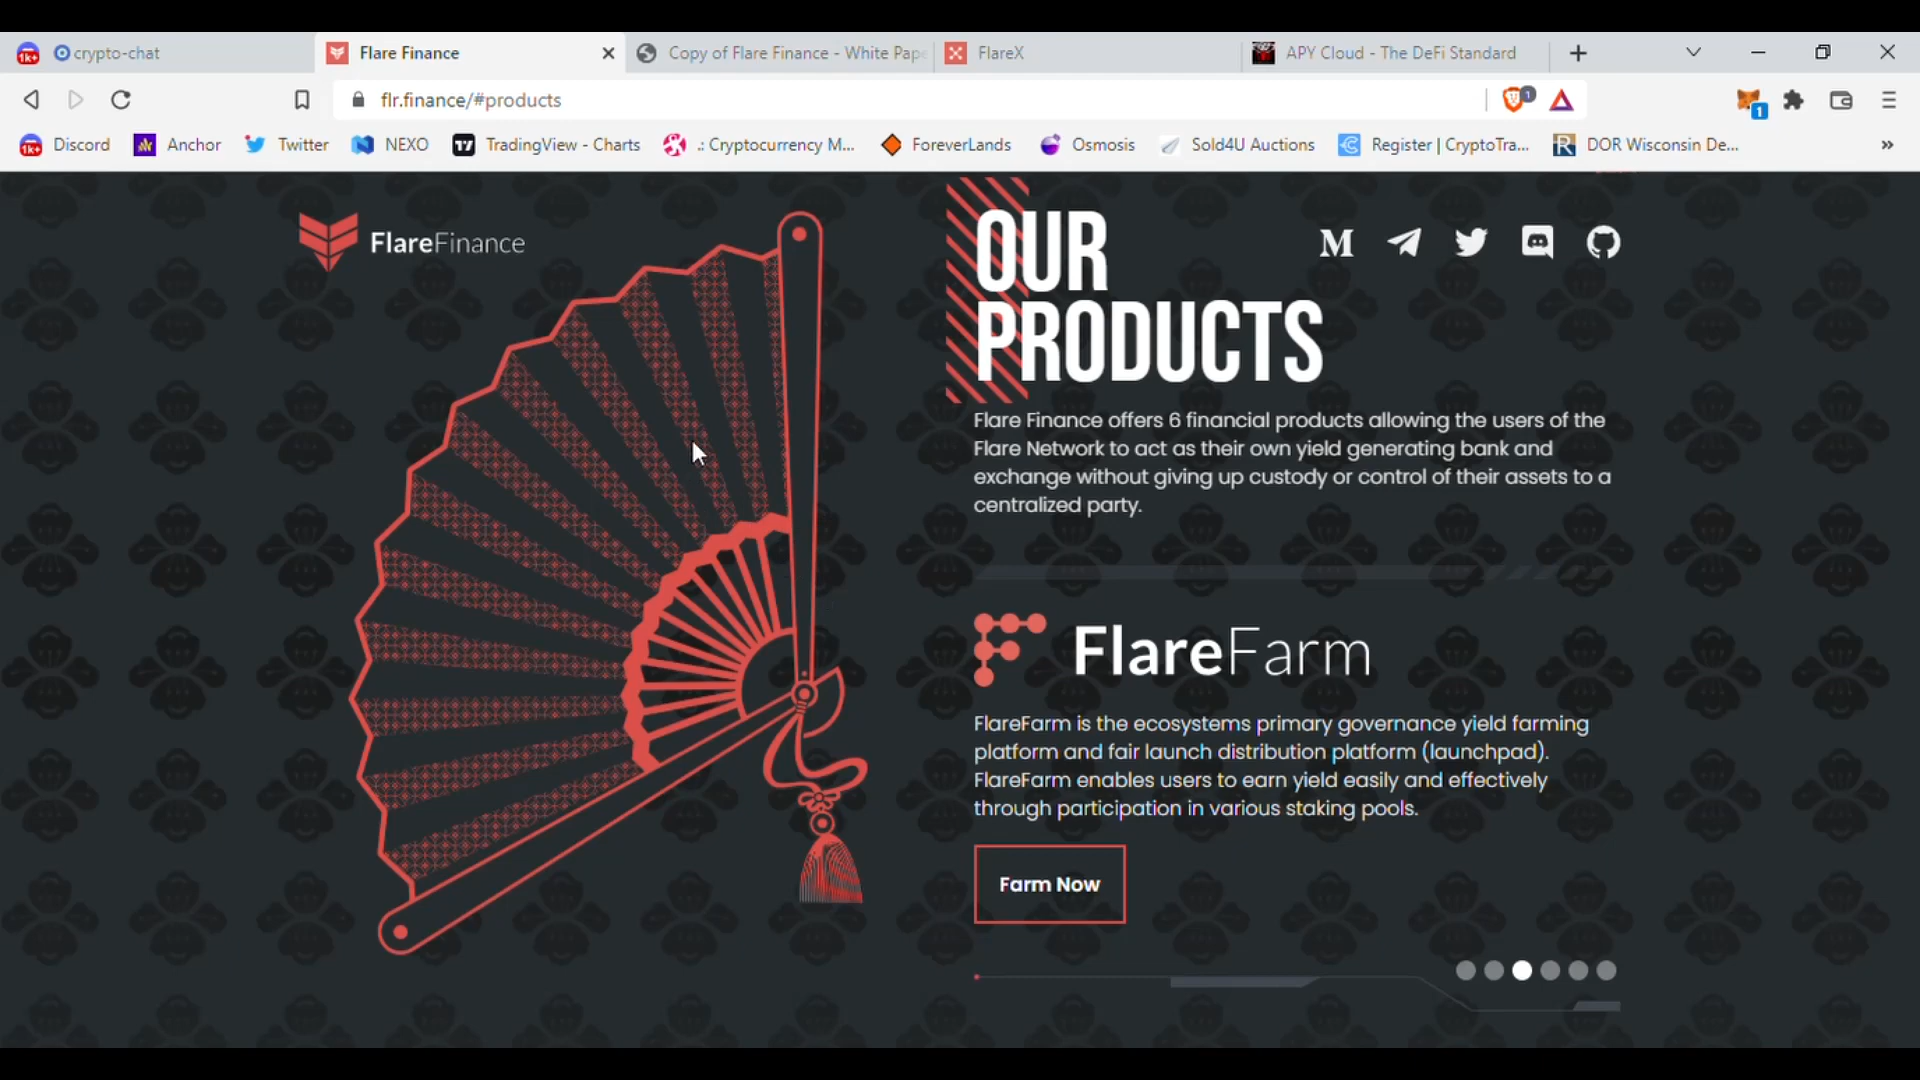 crypto-chat
Flare Finance
Copy of Flare Finance - White Pape
FlareX
APY Cloud - The DeFi Standard
flr.finance/#products
1
1
1k+
1k+
Discord
Anchor
Twitter
NEXO
TradingView - Charts
.: Cryptocurrency M...
ForeverLands
Osmosis
Sold4U Auctions
Register | CryptoTra...
DOR Wisconsin De...
FlareFinance
OUR
PRODUCTS
Flare Finance offers 6 financial products allowing the users of the
Flare Network to act as their own yield generating bank and
exchange without giving up custody or control of their assets to a
centralized party.
FlareFarm
FlareFarm is the ecosystems primary governance yield farming
platform and fair launch distribution platform (launchpad).
FlareFarm enables users to earn yield easily and effectively
through participation in various staking pools.
Farm Now